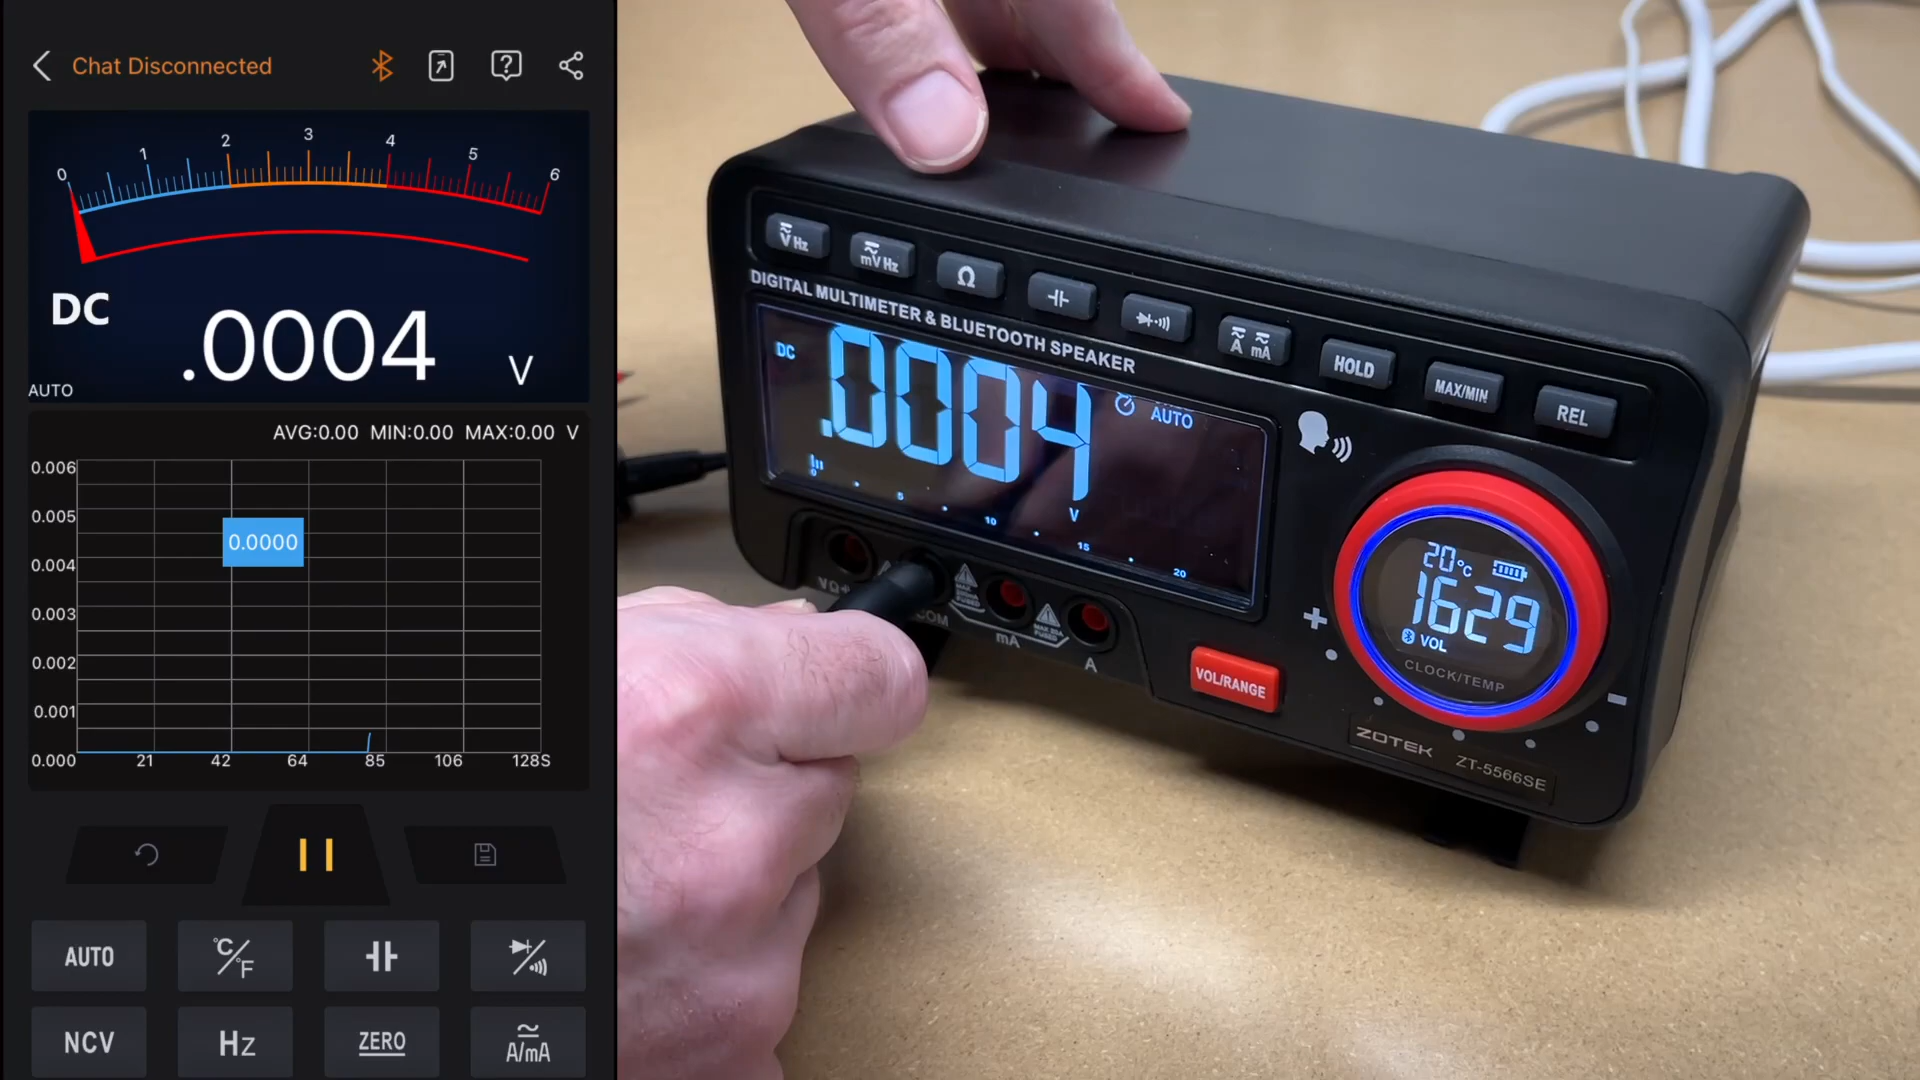 Chat Disconnected
0 1 2 3 4 5 6
DC
.0004
V
AUTO
AVG:0.00 MIN:0.00 MAX:0.00 V
0.006
0.005
0.0000
0.004
0.003
0.002
0.001
0.000 21 42 64 85 106 128S
AUTO
°C/°F
NCV
Hz
ZERO
A/mA
V Hz
mV Hz
Ω
A mA
HOLD
MAX/MIN
REL
DIGITAL MULTIMETER & BLUETOOTH SPEAKER
DC
.0004
AUTO
V
0 5 10 15 20
VΩ
COM
mA
A
VOL/RANGE
20°C
1629
VOL
CLOCK/TEMP
ZOTEK
ZT-5566SE